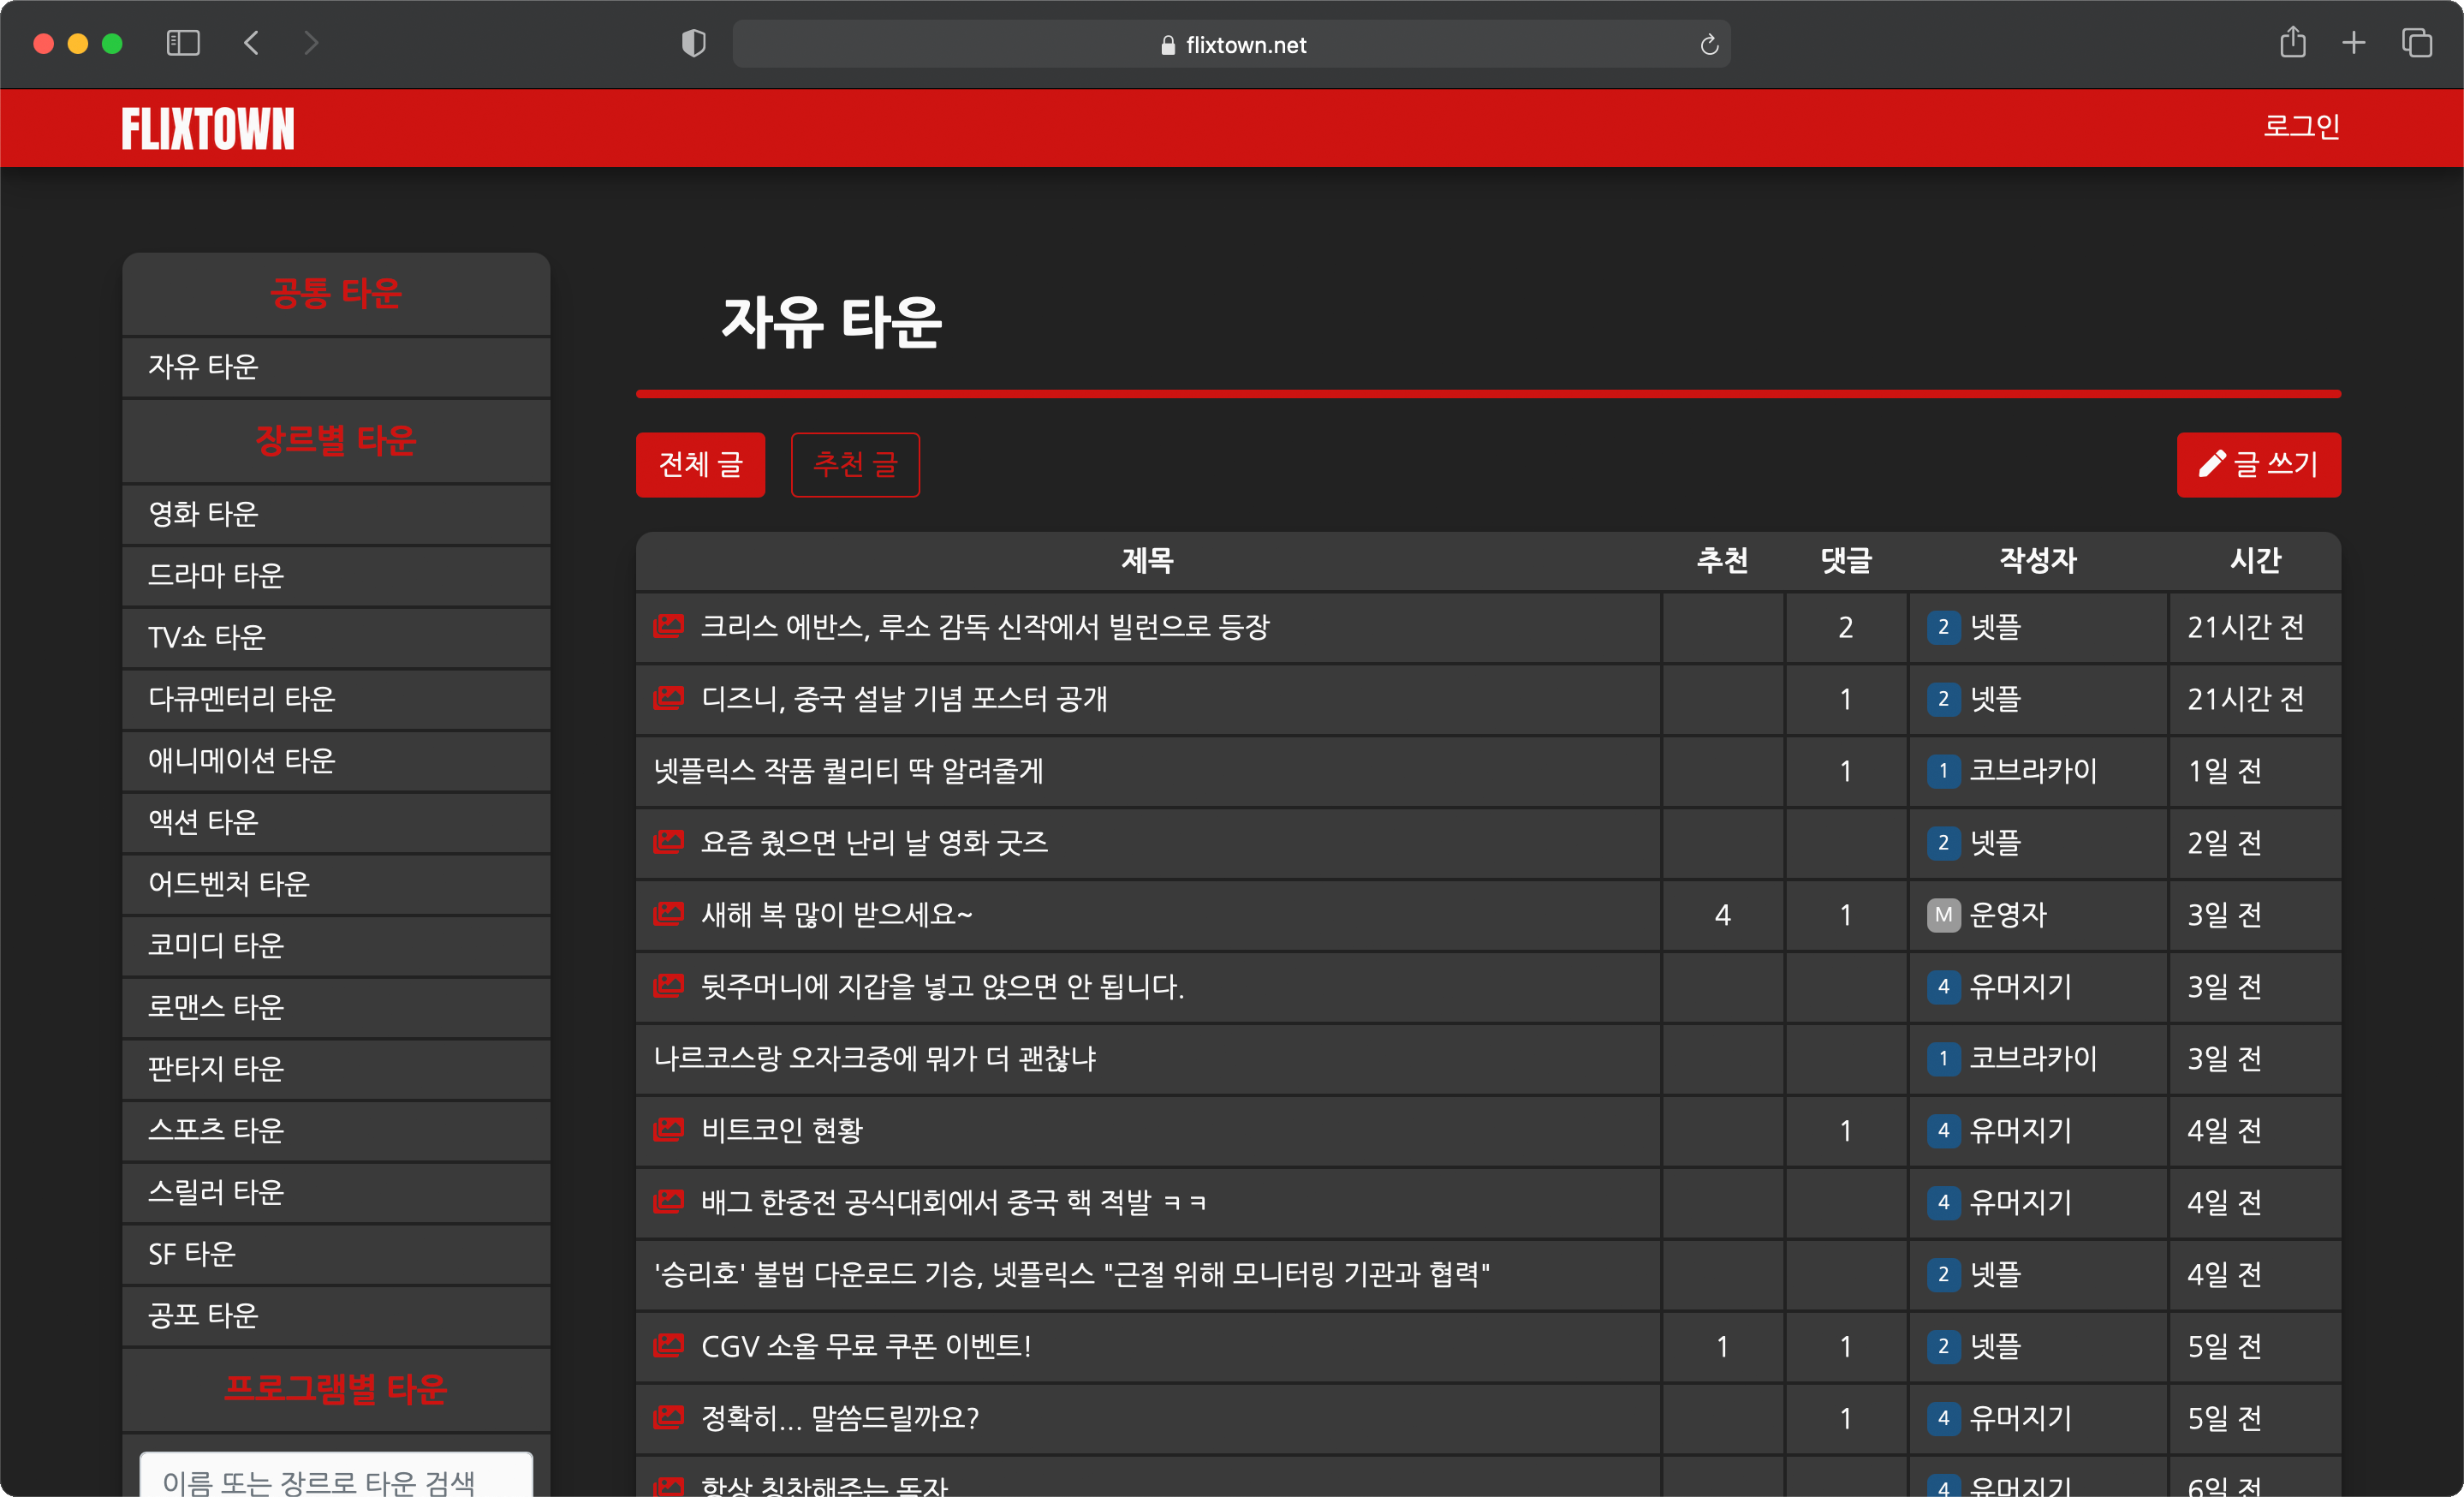 flixtown.net
FLIXTOWN
로그인
공통 타운
자유 타운
장르별 타운
영화 타운
드라마 타운
TV쇼 타운
다큐멘터리 타운
애니메이션 타운
액션 타운
어드벤처 타운
코미디 타운
로맨스 타운
판타지 타운
스포츠 타운
스릴러 타운
SF 타운
공포 타운
프로그램별 타운
이름 또는 장르로 타운 검색
자유 타운
전체 글 추천 글 글 쓰기
제목 추천 댓글 작성자 시간
크리스 에반스, 루소 감독 신작에서 빌런으로 등장 2 2 넷플 21시간 전
디즈니, 중국 설날 기념 포스터 공개 1 2 넷플 21시간 전
넷플릭스 작품 퀄리티 딱 알려줄게 1 1 코브라카이 1일 전
요즘 줬으면 난리 날 영화 굿즈 2 넷플 2일 전
새해 복 많이 받으세요~ 4 1 M 운영자 3일 전
뒷주머니에 지갑을 넣고 앉으면 안 됩니다. 4 유머지기 3일 전
나르코스랑 오자크중에 뭐가 더 괜찮냐 1 코브라카이 3일 전
비트코인 현황 1 4 유머지기 4일 전
배그 한중전 공식대회에서 중국 핵 적발 ㅋㅋ 4 유머지기 4일 전
'승리호' 불법 다운로드 기승, 넷플릭스 "근절 위해 모니터링 기관과 협력" 2 넷플 4일 전
CGV 소울 무료 쿠폰 이벤트! 1 1 2 넷플 5일 전
정확히... 말씀드릴까요? 1 4 유머지기 5일 전
항상 칭찬해주는 독자 4 유머지기 6일 전